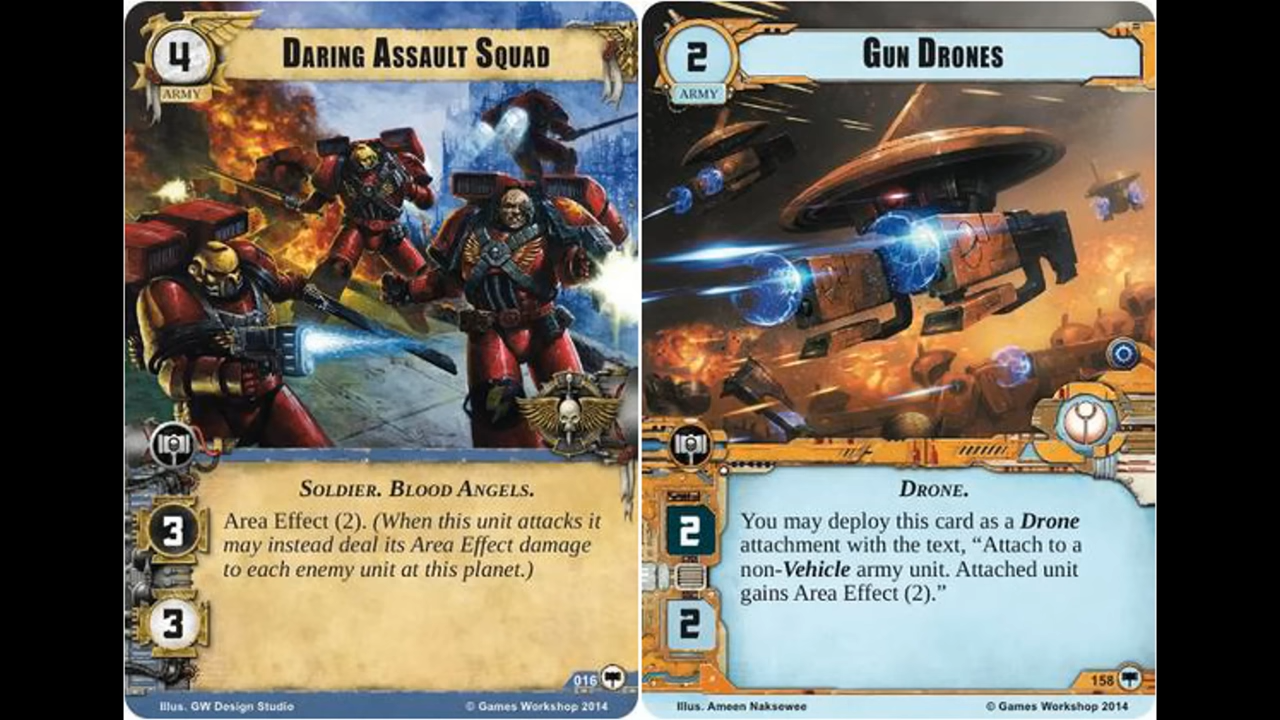 4
ARMY
DARING ASSAULT SQUAD
SOLDIER. BLOOD ANGELS.
3
Area Effect (2). (When this unit attacks it
may instead deal its Area Effect damage
to each enemy unit at this planet.)
3
016
Illus. GW Design Studio
© Games Workshop 2014
2
ARMY
GUN DRONES
DRONE.
2
You may deploy this card as a Drone
attachment with the text, “Attach to a
non-Vehicle army unit. Attached unit
gains Area Effect (2).”
2
158
Illus. Ameen Naksewee
© Games Workshop 2014